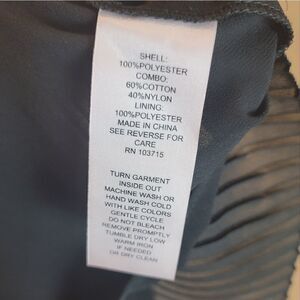 SHELL:
100%POLYESTER
COMBO:
60%COTTON
40%NYLON
LINING:
100%POLYESTER
MADE IN CHINA
SEE REVERSE FOR
CARE
RN 103715
TURN GARMENT
INSIDE OUT
MACHINE WASH OR
HAND WASH COLD
WITH LIKE COLORS
GENTLE CYCLE
DO NOT BLEACH
REMOVE PROMPTLY
TUMBLE DRY LOW
WARM IRON
IF NEEDED
OR DRY CLEAN